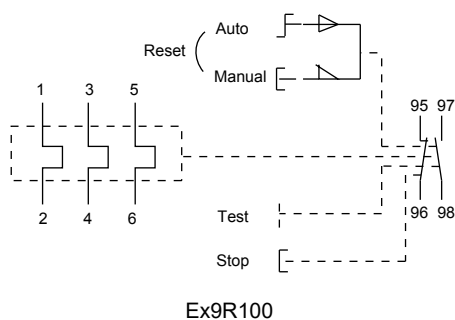 Auto
Reset
Manual
1 3 5
95 97
2 4 6
96 98
Test
Stop
Ex9R100